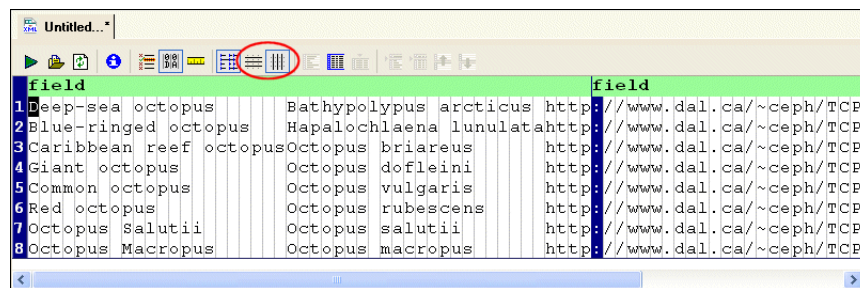 Untitled...*
field field
1 Deep-sea octopus Bathypolypus arcticus http://www.dal.ca/~ceph/TCP
2 Blue-ringed octopus Hapalochlaena lunulatahttp://www.dal.ca/~ceph/TCP
3 Caribbean reef octopusOctopus briareus http://www.dal.ca/~ceph/TCP
4 Giant octopus Octopus dofleini http://www.dal.ca/~ceph/TCP
5 Common octopus Octopus vulgaris http://www.dal.ca/~ceph/TCP
6 Red octopus Octopus rubescens http://www.dal.ca/~ceph/TCP
7 Octopus Salutii Octopus salutii http://www.dal.ca/~ceph/TCP
8 Octopus Macropus Octopus macropus http://www.dal.ca/~ceph/TCP